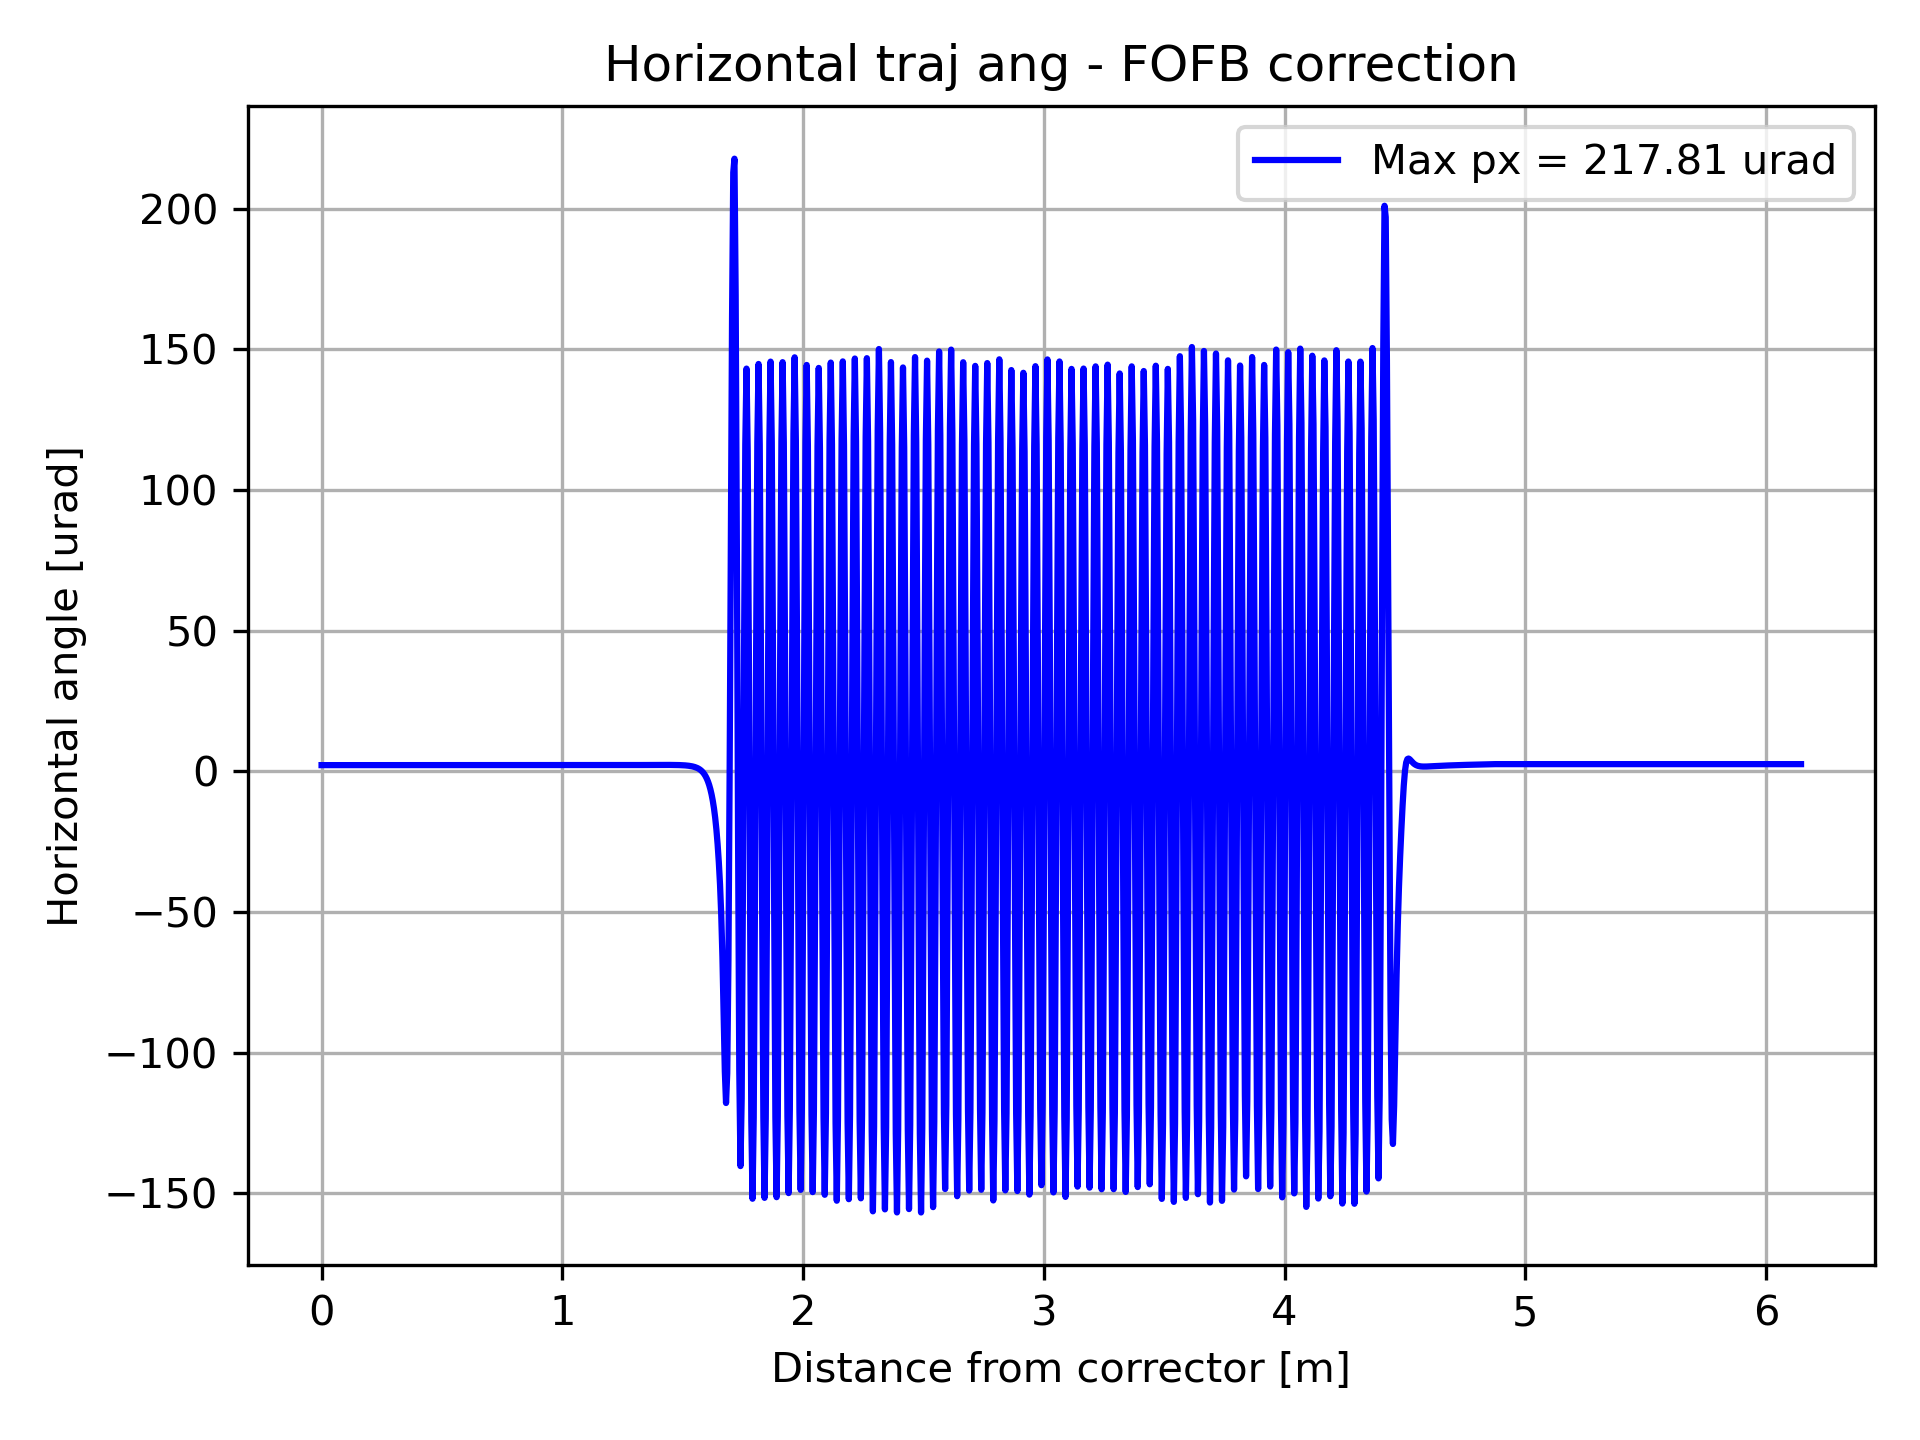 Horizontal traj ang - FOFB correction
Max px = 217.81 urad
Horizontal angle [urad]
200
150
100
50
0
−50
−100
−150
0 1 2 3 4 5 6
Distance from corrector [m]